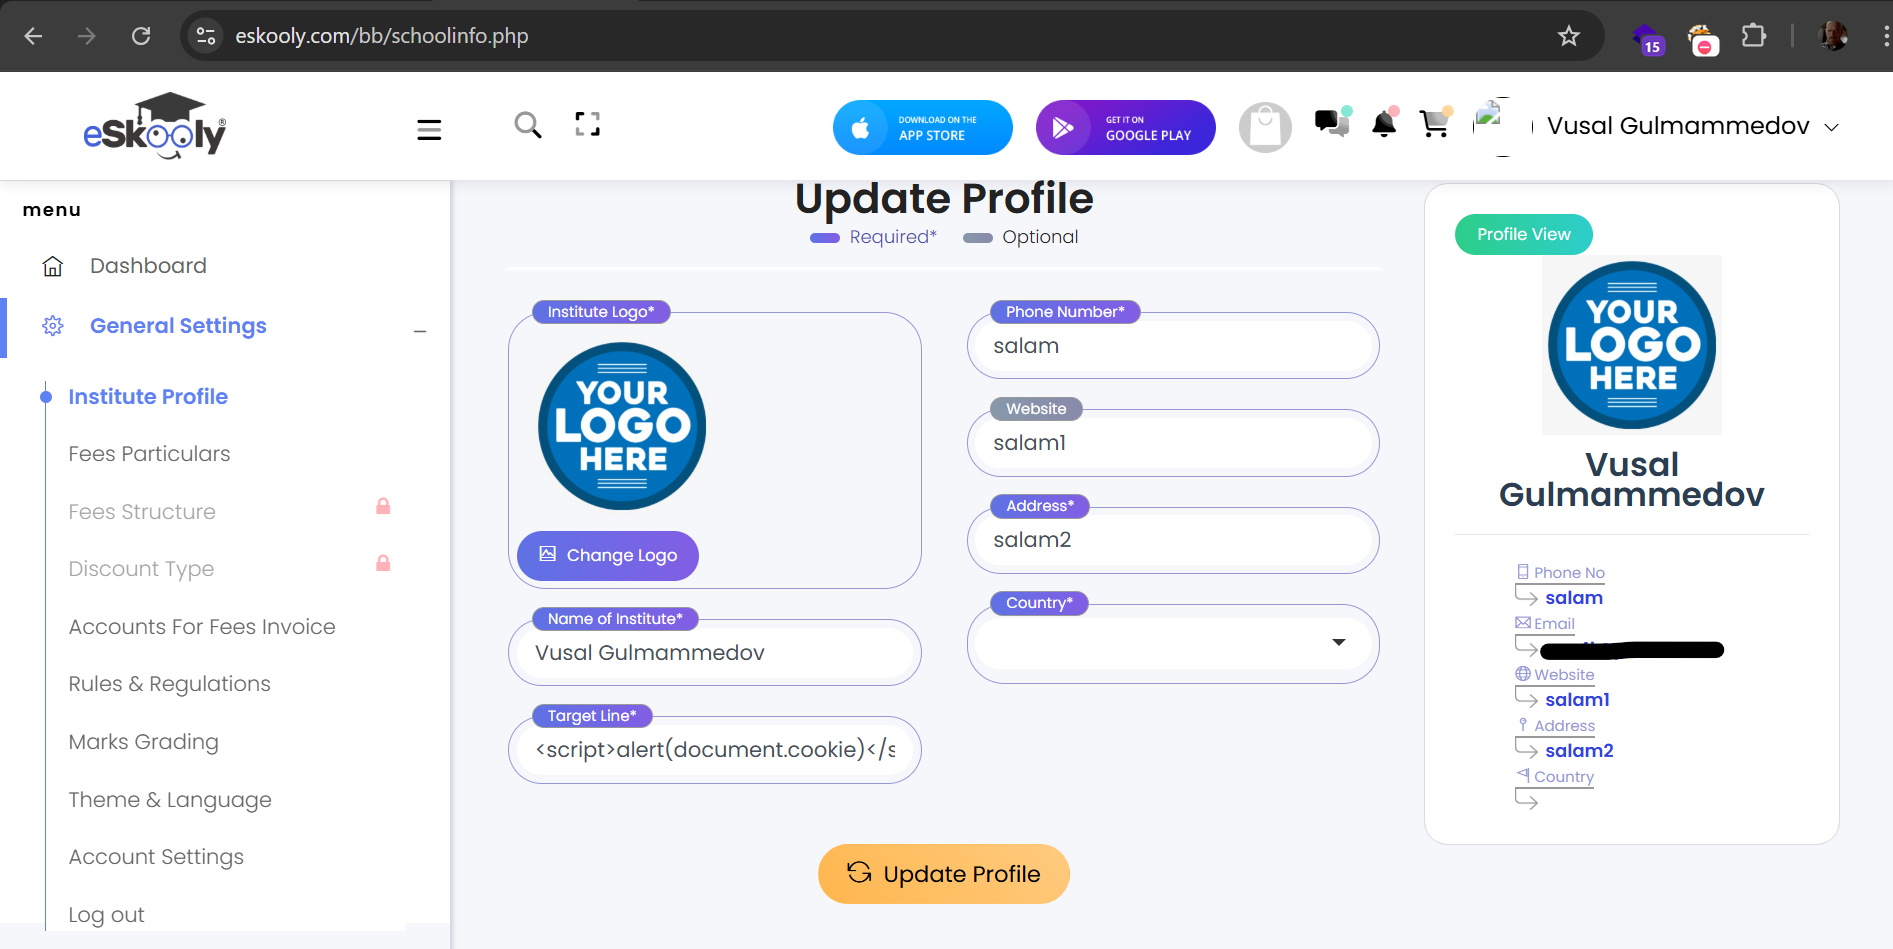 eskooly.com/bb/schoolinfo.php
15
eSkooly®
DOWNLOAD ON THE
APP STORE
GET IT ON
GOOGLE PLAY
Vusal Gulmammedov
menu
Dashboard
General Settings
Institute Profile
Fees Particulars
Fees Structure
Discount Type
Accounts For Fees Invoice
Rules & Regulations
Marks Grading
Theme & Language
Account Settings
Log out
Update Profile
Required*
Optional
Institute Logo*
YOUR
LOGO
HERE
Change Logo
Name of Institute*
Vusal Gulmammedov
Target Line*
<script>alert(document.cookie)</s
Phone Number*
salam
Website
salam1
Address*
salam2
Country*
Update Profile
Profile View
YOUR
LOGO
HERE
Vusal
Gulmammedov
Phone No
salam
Email
Website
salam1
Address
salam2
Country